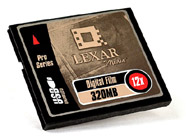 Pro
Series
LEXAR
Media
Digital Film
12x
320MB
USB